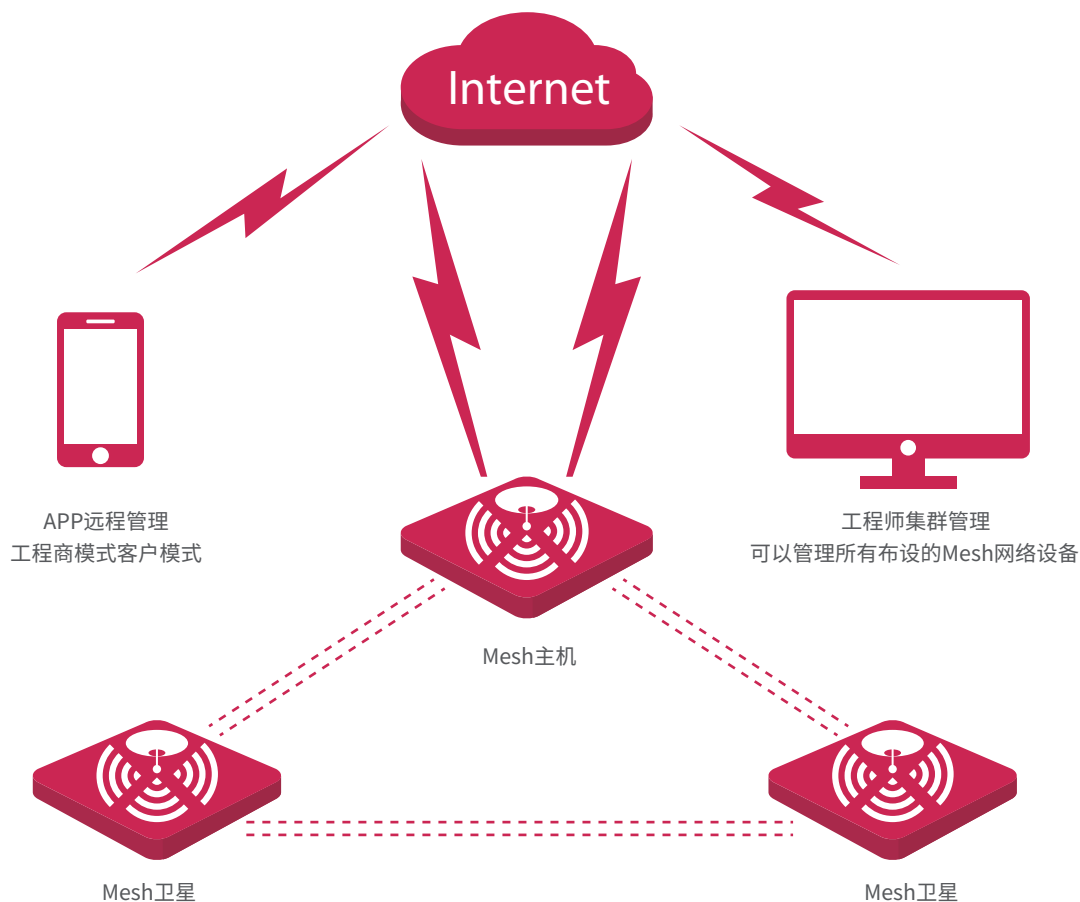 Internet
APP远程管理
工程商模式客户模式
工程师集群管理
可以管理所有布设的Mesh网络设备
Mesh主机
Mesh卫星
Mesh卫星